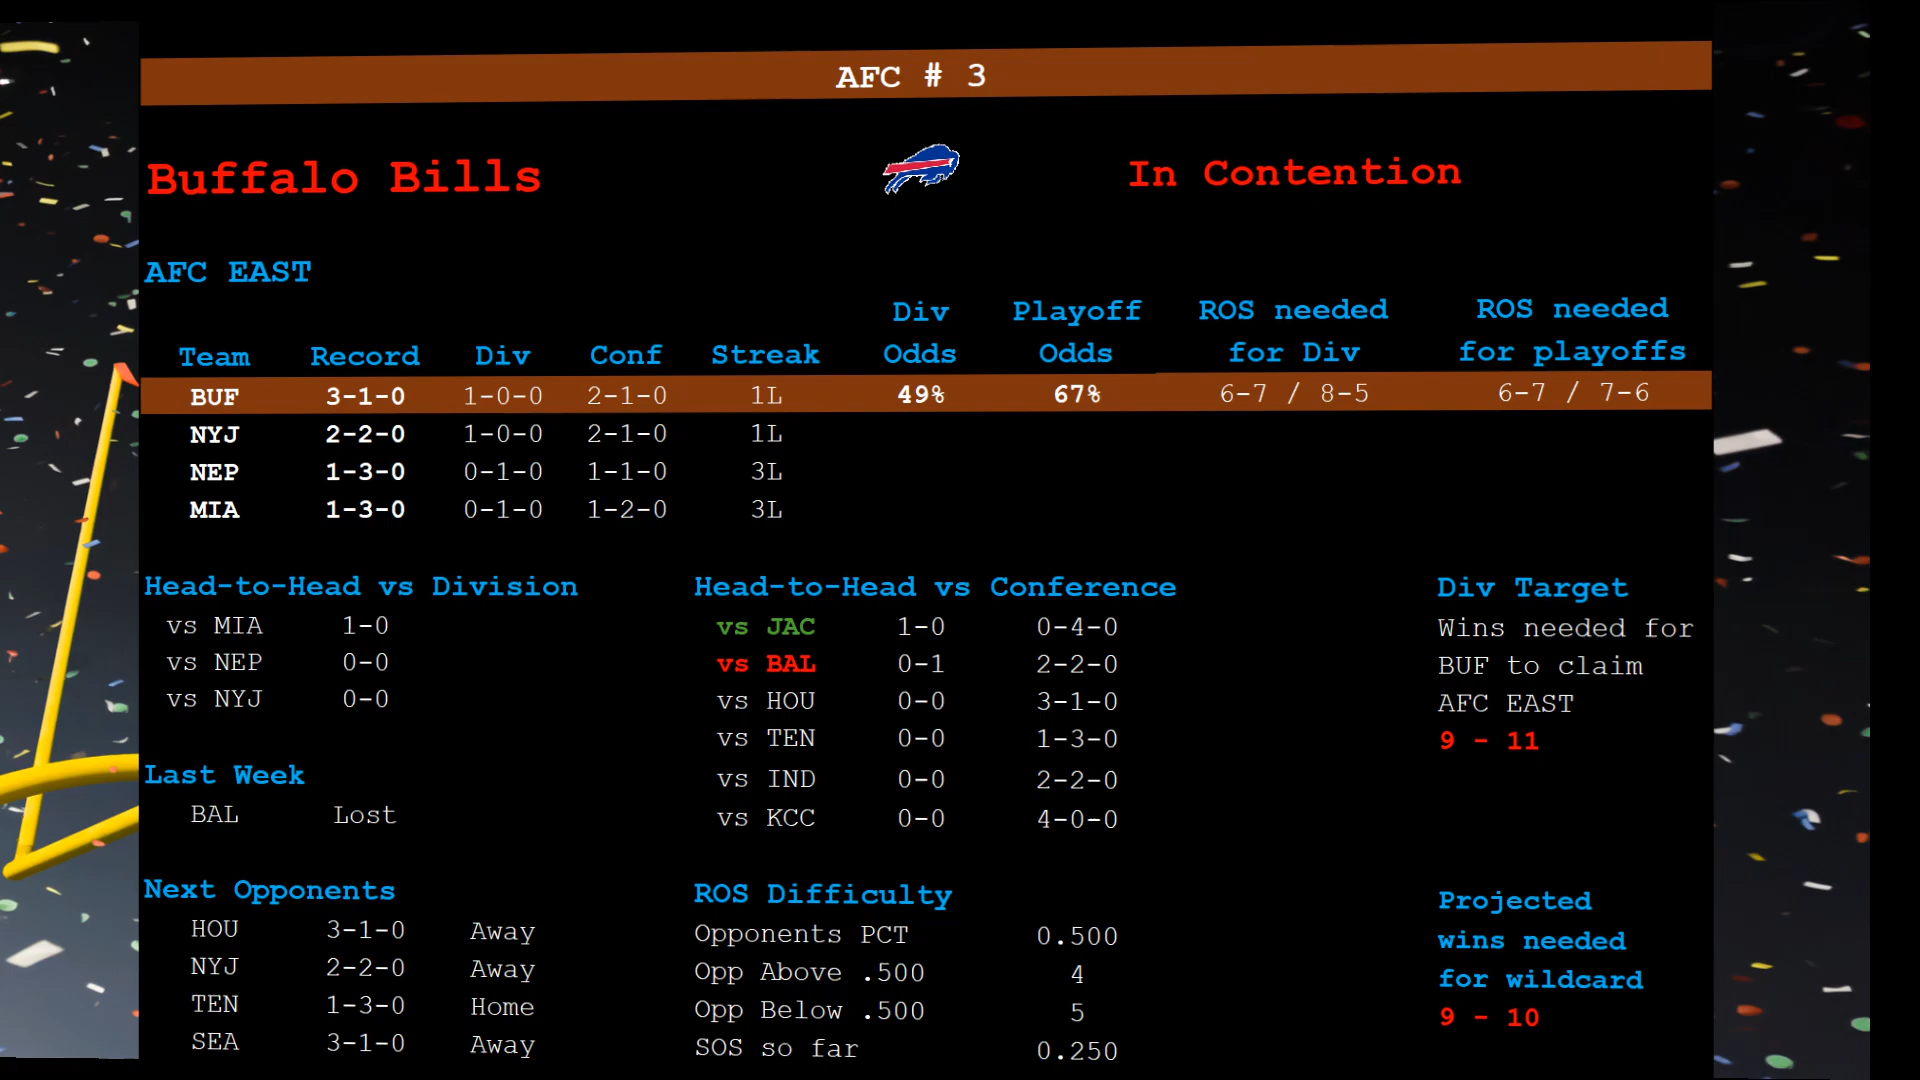 AFC # 3
Buffalo Bills In Contention
AFC EAST
Div Playoff ROS needed ROS needed
Team Record Div Conf Streak Odds Odds for Div for playoffs
BUF 3-1-0 1-0-0 2-1-0 1L 49% 67% 6-7 / 8-5 6-7 / 7-6
NYJ 2-2-0 1-0-0 2-1-0 1L
NEP 1-3-0 0-1-0 1-1-0 3L
MIA 1-3-0 0-1-0 1-2-0 3L
Head-to-Head vs Division
vs MIA 1-0
vs NEP 0-0
vs NYJ 0-0
Last Week
BAL Lost
Next Opponents
HOU 3-1-0 Away
NYJ 2-2-0 Away
TEN 1-3-0 Home
SEA 3-1-0 Away
Head-to-Head vs Conference
vs JAC 1-0 0-4-0
vs BAL 0-1 2-2-0
vs HOU 0-0 3-1-0
vs TEN 0-0 1-3-0
vs IND 0-0 2-2-0
vs KCC 0-0 4-0-0
ROS Difficulty
Opponents PCT 0.500
Opp Above .500 4
Opp Below .500 5
SOS so far 0.250
Div Target
Wins needed for
BUF to claim
AFC EAST
9 - 11
Projected
wins needed
for wildcard
9 - 10